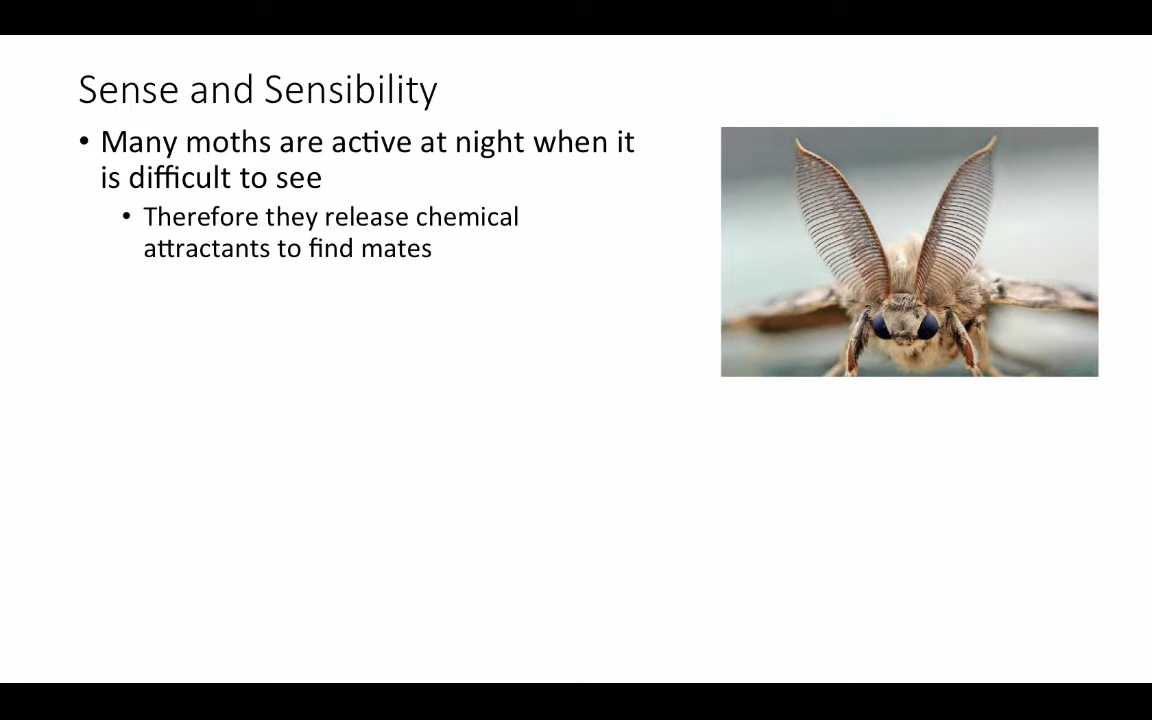 Sense and Sensibility
• Many moths are active at night when it
is difficult to see
• Therefore they release chemical
attractants to find mates